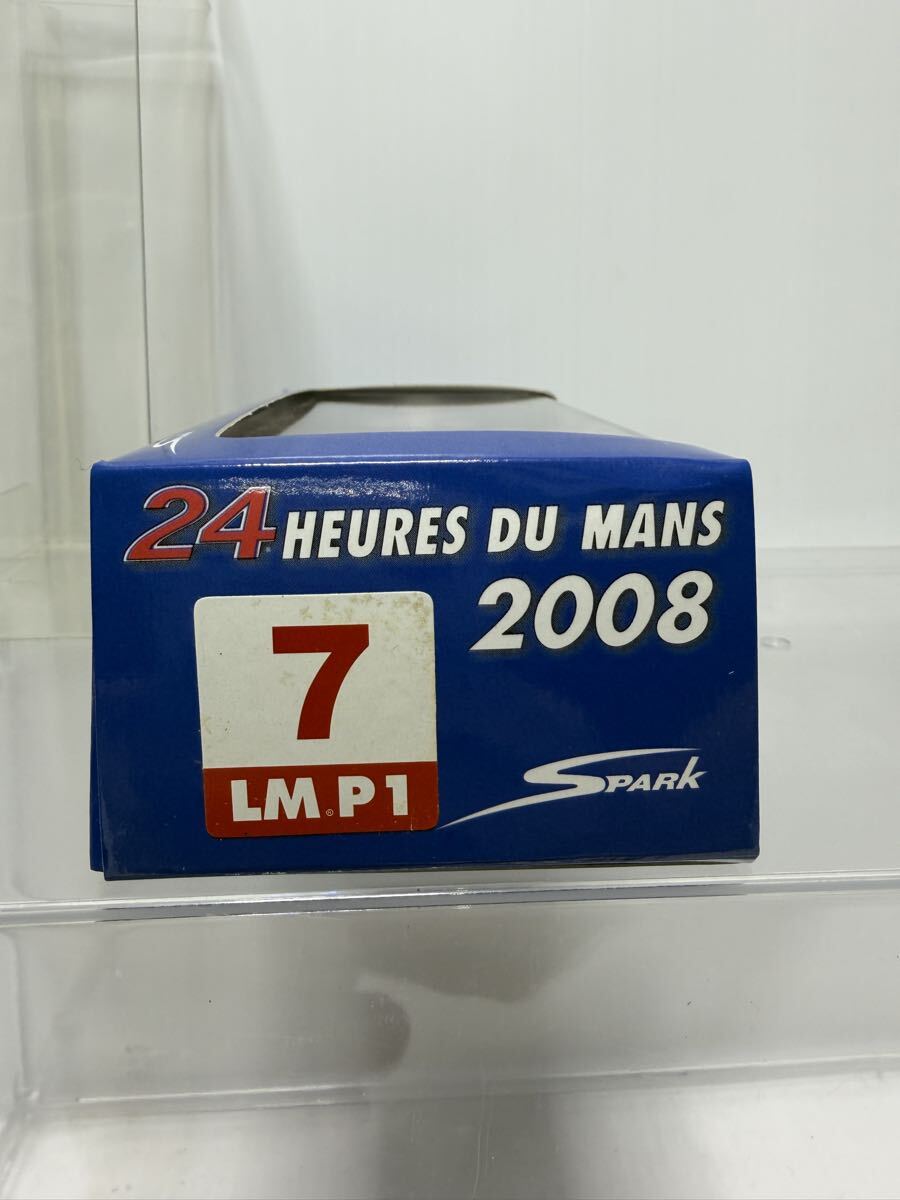 24 HEURES DU MANS
2008
7
LM®P1
SPARK